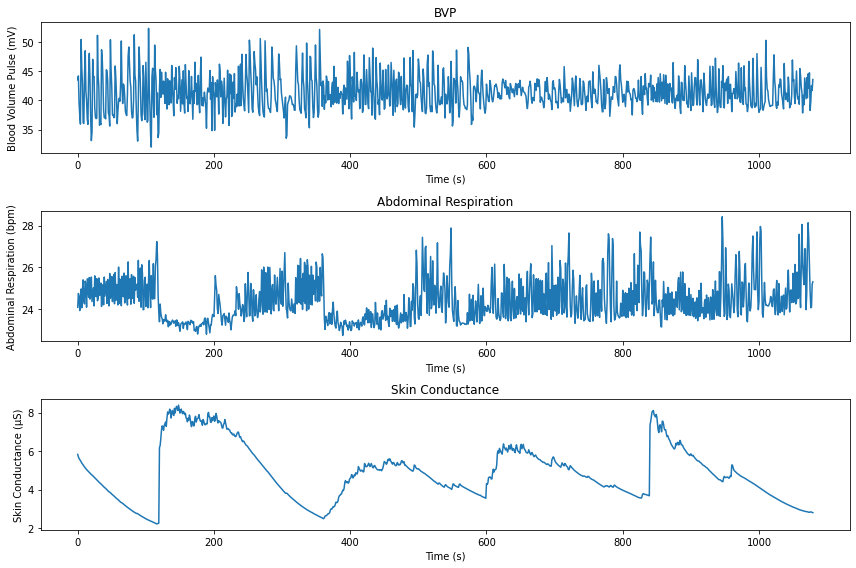 BVP
Blood Volume Pulse (mV)
50
45
40
35
0 200 400 600 800 1000
Time (s)
Abdominal Respiration
Abdominal Respiration (bpm)
28
26
24
0 200 400 600 800 1000
Time (s)
Skin Conductance
Skin Conductance (μS)
8
6
4
2
0 200 400 600 800 1000
Time (s)